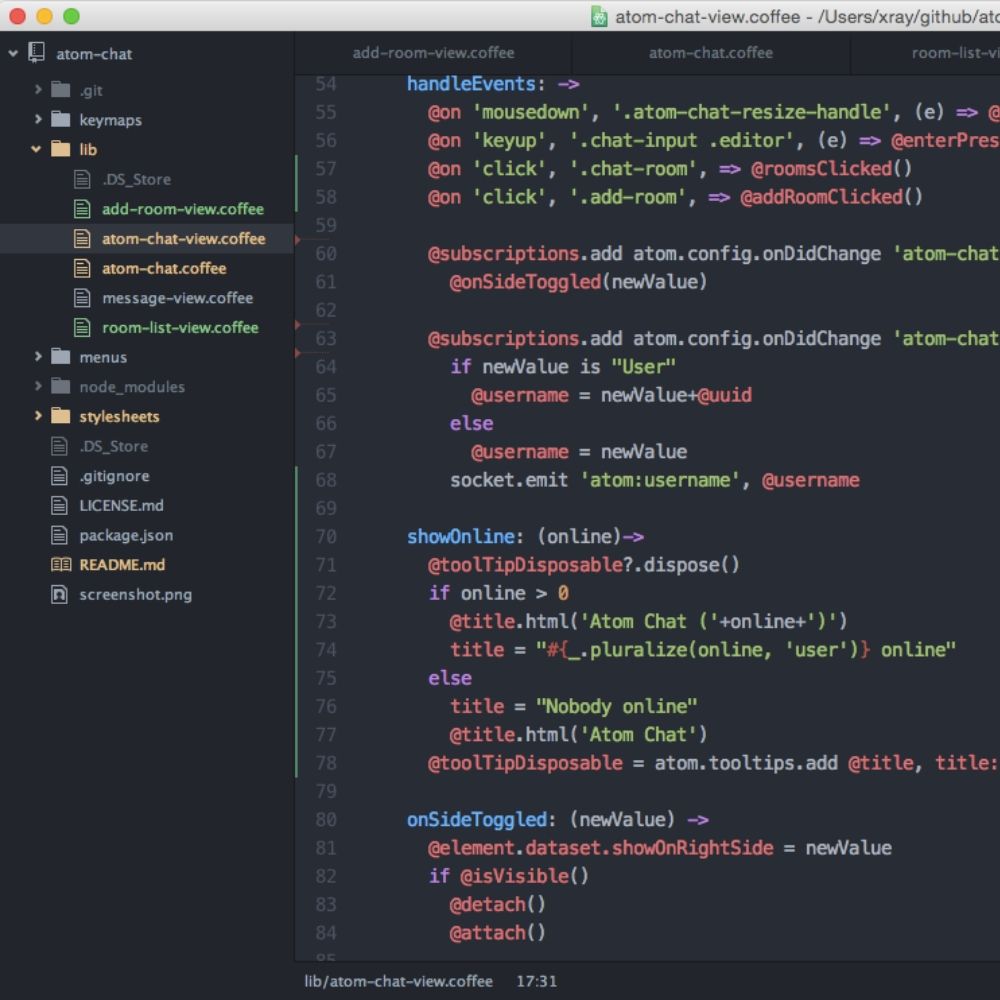 atom-chat-view.coffee - /Users/xray/github/ato
atom-chat
.git
keymaps
lib
.DS_Store
add-room-view.coffee
atom-chat-view.coffee
atom-chat.coffee
message-view.coffee
room-list-view.coffee
menus
node_modules
stylesheets
.DS_Store
.gitignore
LICENSE.md
package.json
README.md
screenshot.png
add-room-view.coffee
atom-chat.coffee
room-list-vi
54 handleEvents: ->
55 @on 'mousedown', '.atom-chat-resize-handle', (e) => @
56 @on 'keyup', '.chat-input .editor', (e) => @enterPres
57 @on 'click', '.chat-room', => @roomsClicked()
58 @on 'click', '.add-room', => @addRoomClicked()
59
60 @subscriptions.add atom.config.onDidChange 'atom-chat
61 @onSideToggled(newValue)
62
63 @subscriptions.add atom.config.onDidChange 'atom-chat
64 if newValue is "User"
65 @username = newValue+@uuid
66 else
67 @username = newValue
68 socket.emit 'atom:username', @username
69
70 showOnline: (online)->
71 @toolTipDisposable?.dispose()
72 if online > 0
73 @title.html('Atom Chat ('+online+')')
74 title = "#{_.pluralize(online, 'user')} online"
75 else
76 title = "Nobody online"
77 @title.html('Atom Chat')
78 @toolTipDisposable = atom.tooltips.add @title, title:
79
80 onSideToggled: (newValue) ->
81 @element.dataset.showOnRightSide = newValue
82 if @isVisible()
83 @detach()
84 @attach()
85
lib/atom-chat-view.coffee 17:31